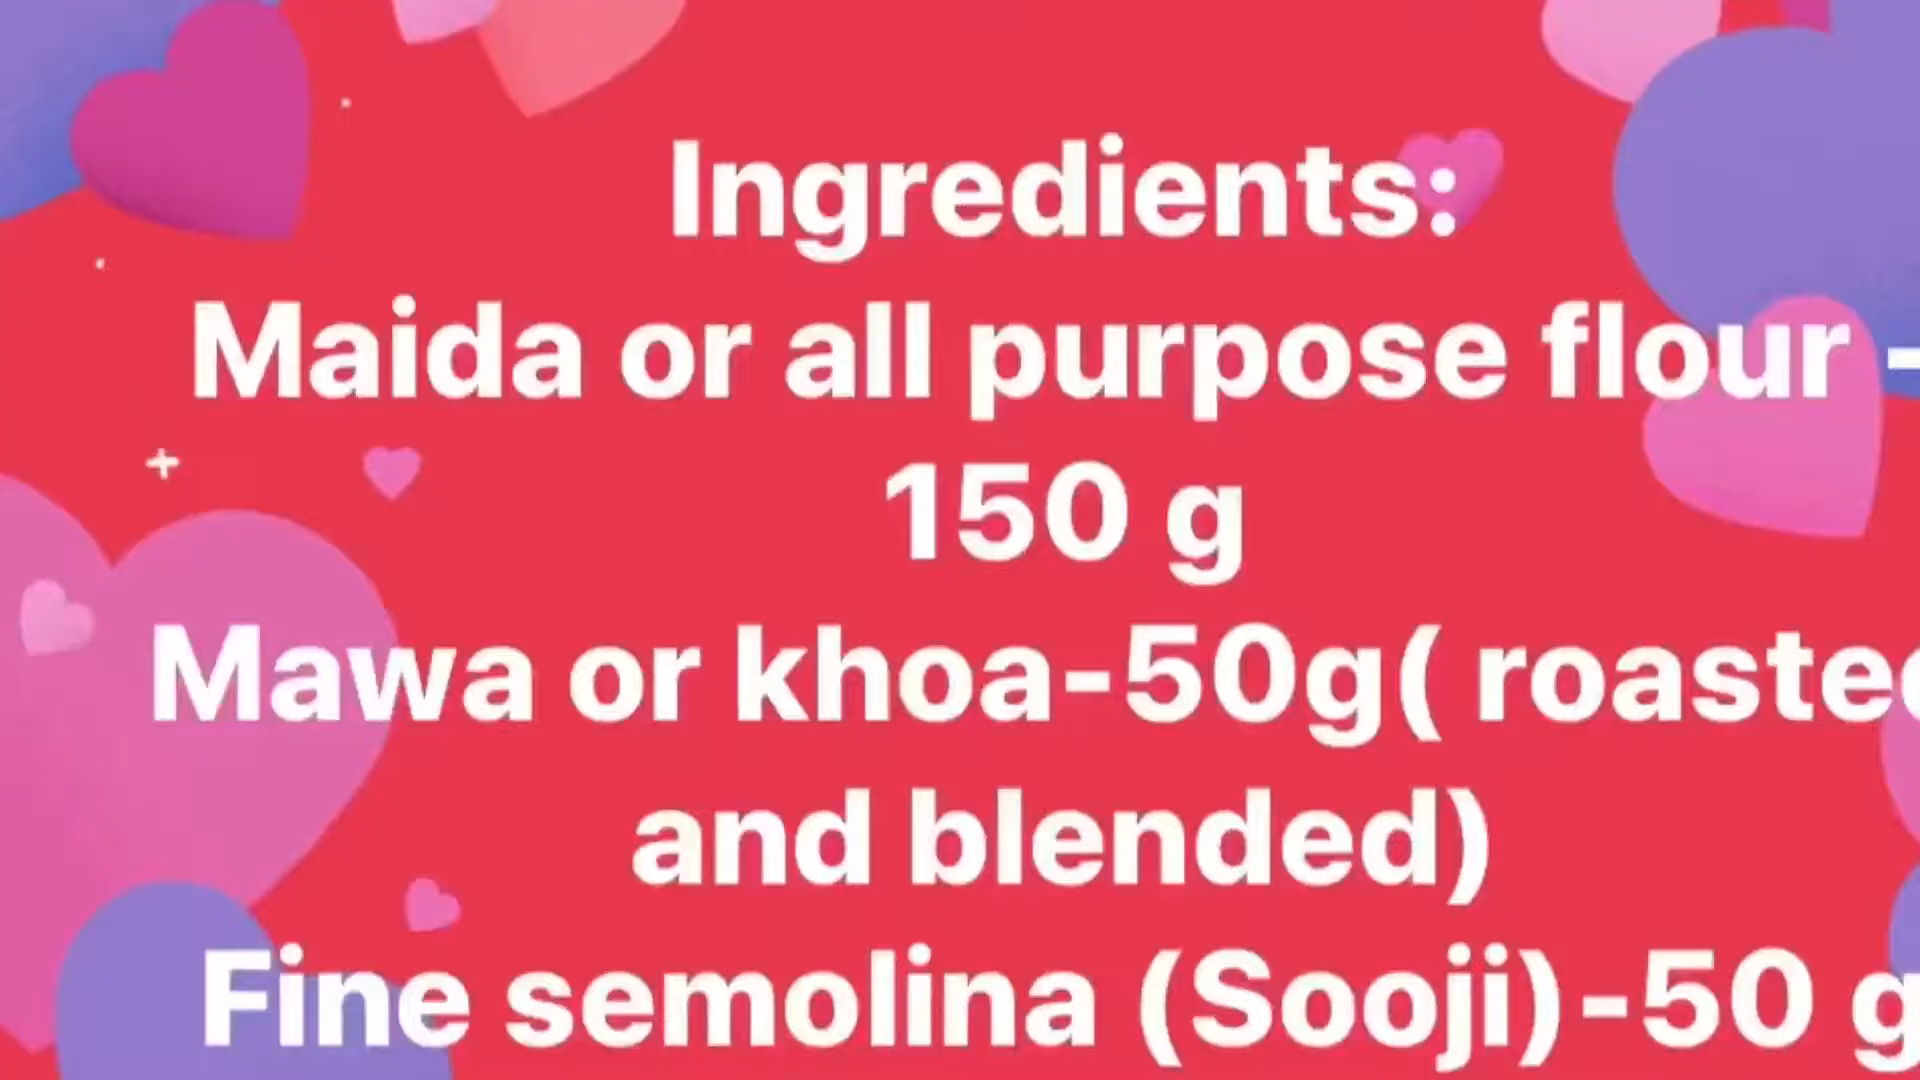 Ingredients:
Maida or all purpose flour -
150 g
Mawa or khoa-50g( roasted
and blended)
Fine semolina (Sooji)-50 g